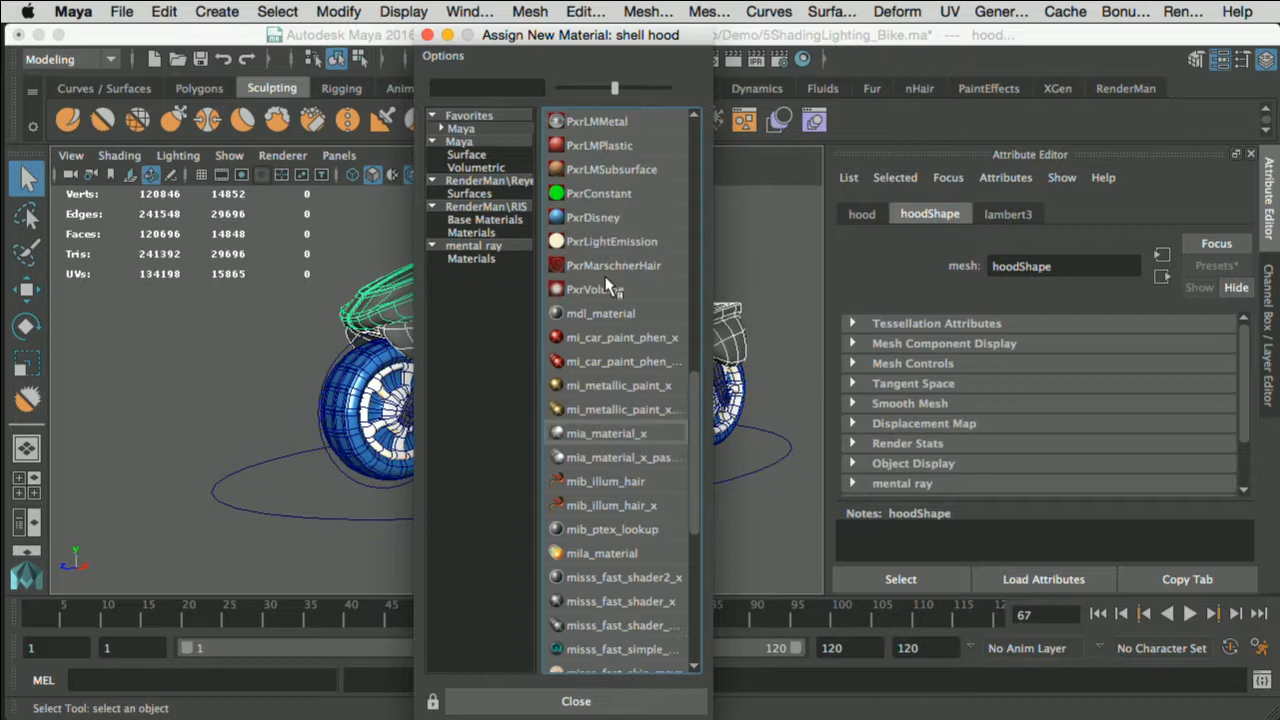 Maya File Edit Create Select Modify Display Wind... Mesh Edit... Mesh... Mes... Curves Surfa... Deform UV Gener... Cache Bonu... Ren... Help
Autodesk Maya 2016
Assign New Material: shell hood
/Demo/5ShadingLighting_Bike.ma* --- hood...
Modeling
Options
Curves / Surfaces Polygons Sculpting Rigging
Dynamics Fluids Fur nHair PaintEffects XGen RenderMan
View Shading Lighting Show Renderer Panels
Verts: 120846 14852 0
Edges: 241548 29696 0
Faces: 120696 14848 0
Tris: 241392 29696 0
UVs: 134198 15865 0
Favorites
Maya
Maya
Surface
Volumetric
RenderMan\Reye
Surfaces
RenderMan\RIS
Base Materials
Materials
mental ray
Materials
PxrLMMetal
PxrLMPlastic
PxrLMSubsurface
PxrConstant
PxrDisney
PxrLightEmission
PxrMarschnerHair
mdl_material
mi_car_paint_phen_x
mi_car_paint_phen_...
mi_metallic_paint_x
mi_metallic_paint_x...
mia_material_x
mia_material_x_pas...
mib_illum_hair
mib_illum_hair_x
mib_ptex_lookup
mila_material
misss_fast_shader2_x
misss_fast_shader_x
misss_fast_shader_...
misss_fast_simple_...
Close
Attribute Editor
List Selected Focus Attributes Show Help
hood hoodShape lambert3
mesh: hoodShape
Focus
Presets*
Show Hide
Tessellation Attributes
Mesh Component Display
Mesh Controls
Tangent Space
Smooth Mesh
Displacement Map
Render Stats
Object Display
mental ray
Notes: hoodShape
Select Load Attributes Copy Tab
Attribute Editor
Channel Box / Layer Editor
5 10 15 20 25 30 35 40 45
85 90 95 100 105 110 115 12
67
1 1 1 120 120 120 No Anim Layer No Character Set
MEL
Select Tool: select an object